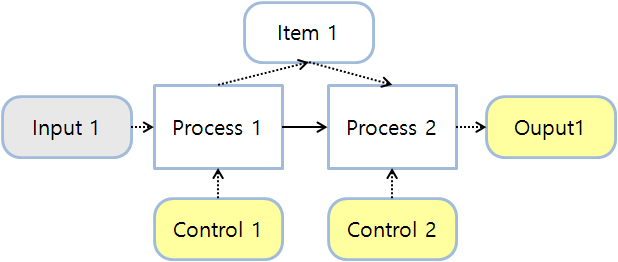 Item 1
Input 1
Process 1
Process 2
Ouput1
Control 1
Control 2